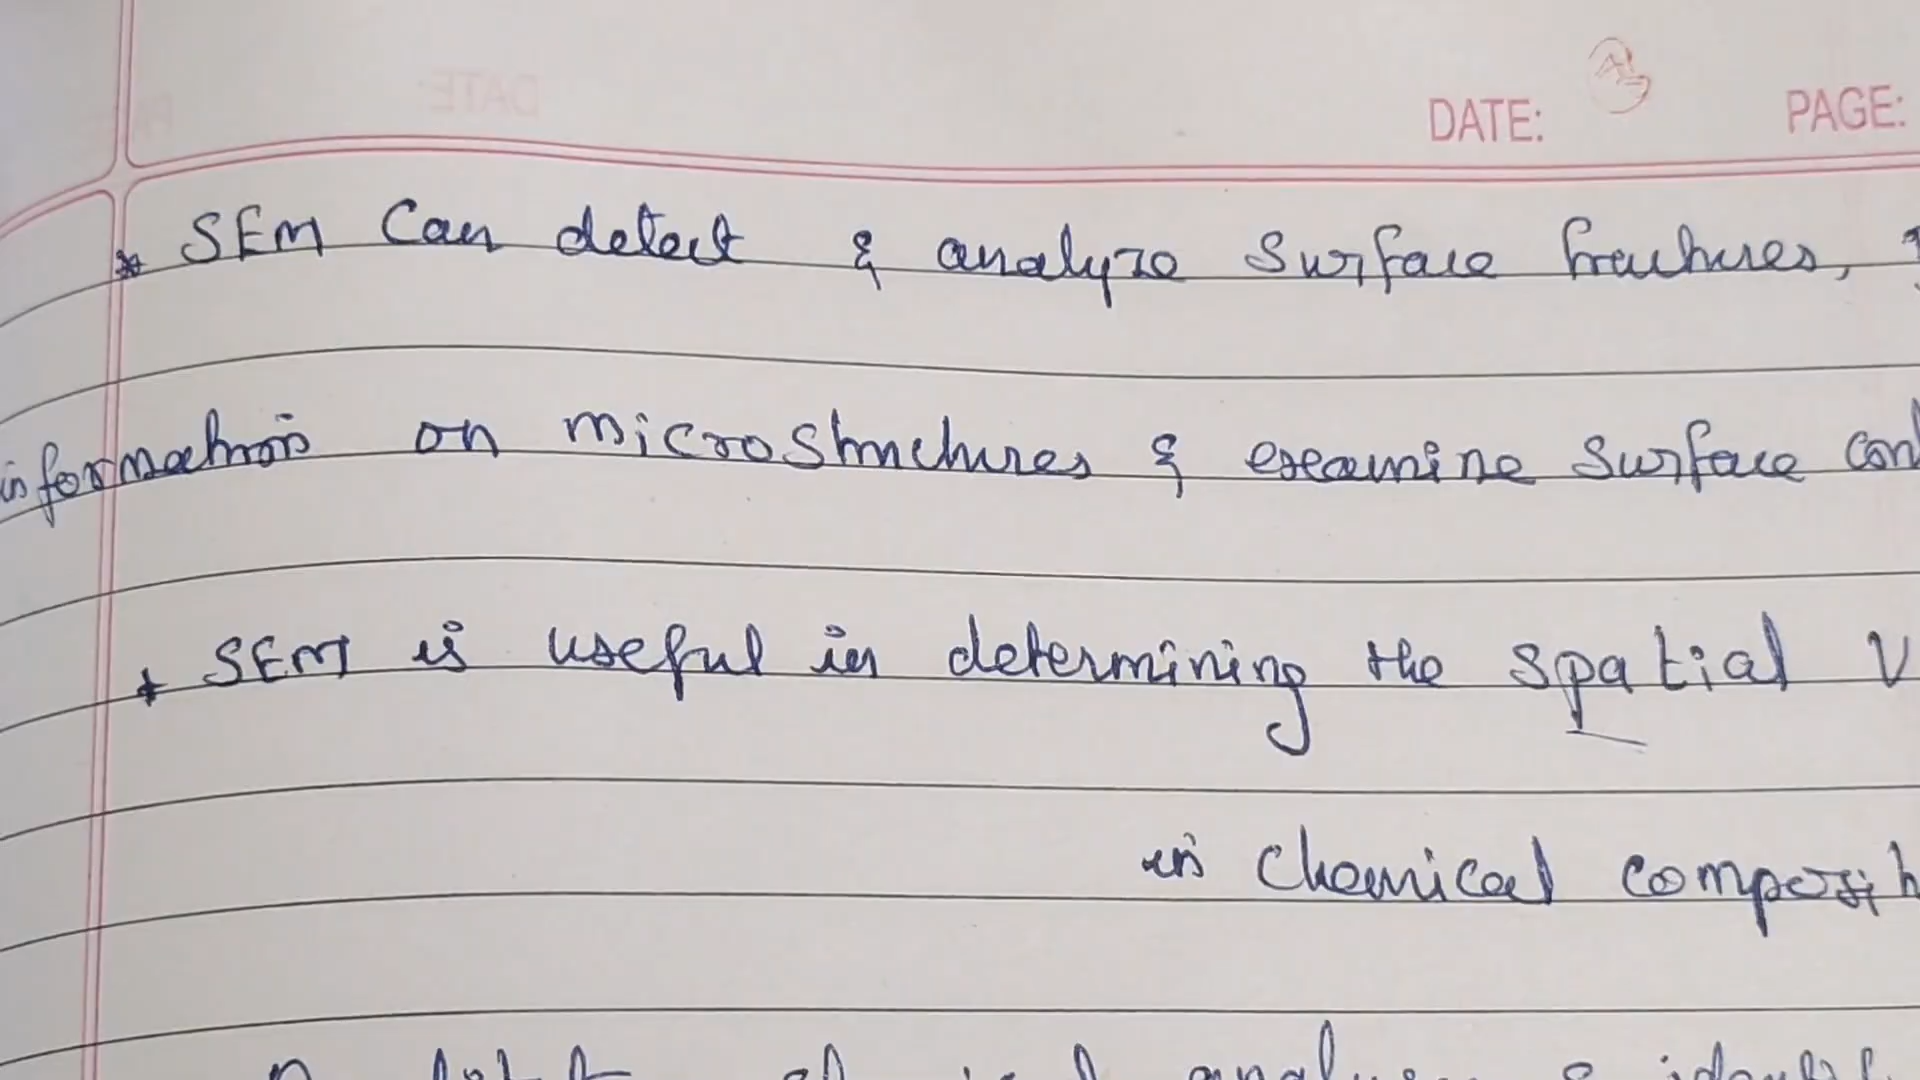 DATE: PAGE:
* SEM Can detect & analyze Surface fractures,
information on microstructures & examine Surface
* SEM is useful in determining the spatial
in Chemical